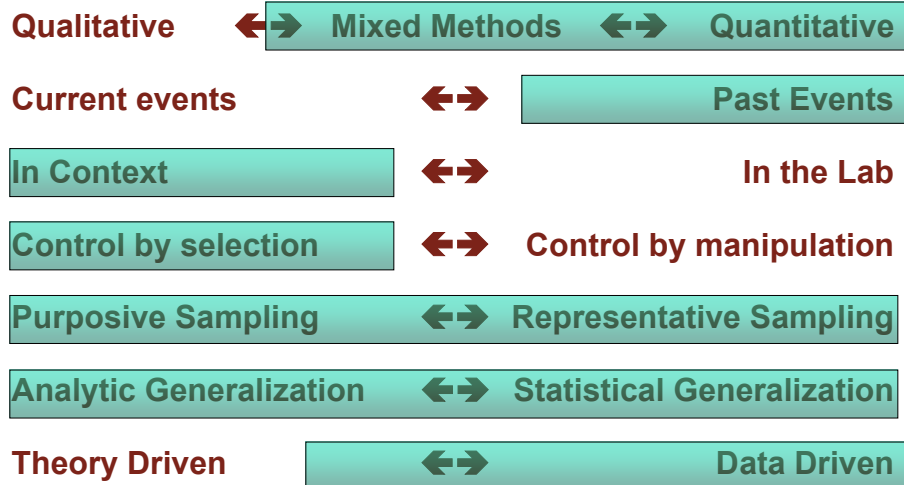 Qualitative ↔ Mixed Methods ↔ Quantitative
Current events ↔ Past Events
In Context ↔ In the Lab
Control by selection ↔ Control by manipulation
Purposive Sampling ↔ Representative Sampling
Analytic Generalization ↔ Statistical Generalization
Theory Driven ↔ Data Driven